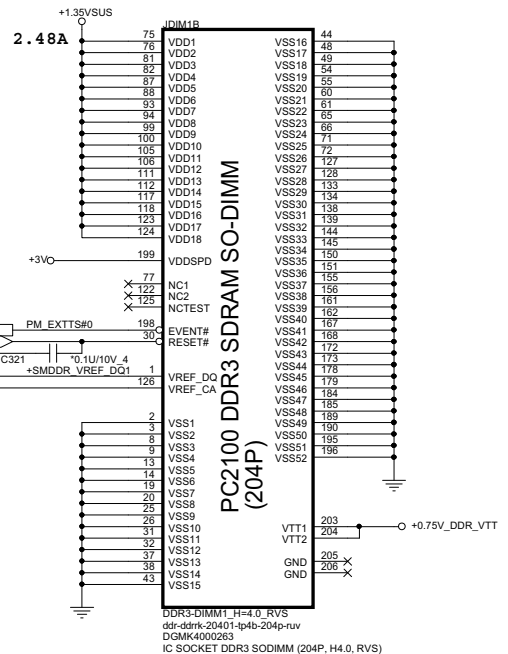 +1.35VSUS
2.48A
JDIM1B
75 VDD1
76 VDD2
81 VDD3
82 VDD4
87 VDD5
88 VDD6
93 VDD7
94 VDD8
99 VDD9
100 VDD10
105 VDD11
106 VDD12
111 VDD13
112 VDD14
117 VDD15
118 VDD16
123 VDD17
124 VDD18
+3V 199 VDDSPD
77 NC1
122 NC2
125 NCTEST
PM_EXTTS#0 198 EVENT#
30 RESET#
C321 *0.1U/10V_4
+SMDDR_VREF_DQ1 1 VREF_DQ
126 VREF_CA
2 VSS1
3 VSS2
8 VSS3
9 VSS4
13 VSS5
14 VSS6
19 VSS7
20 VSS8
25 VSS9
26 VSS10
31 VSS11
32 VSS12
37 VSS13
38 VSS14
43 VSS15
PC2100 DDR3 SDRAM SO-DIMM
(204P)
VSS16 44
VSS17 48
VSS18 49
VSS19 54
VSS20 55
VSS21 60
VSS22 61
VSS23 65
VSS24 66
VSS25 71
VSS26 72
VSS27 127
VSS28 128
VSS29 133
VSS30 134
VSS31 138
VSS32 139
VSS33 144
VSS34 145
VSS35 150
VSS36 151
VSS37 155
VSS38 156
VSS39 161
VSS40 162
VSS41 167
VSS42 168
VSS43 172
VSS44 173
VSS45 178
VSS46 179
VSS47 184
VSS48 185
VSS49 189
VSS50 190
VSS51 195
VSS52 196
VTT1 203
VTT2 204
+0.75V_DDR_VTT
GND 205
GND 206
DDR3-DIMM1_H=4.0_RVS
ddr-ddrrk-20401-tp4b-204p-ruv
DGMK4000263
IC SOCKET DDR3 SODIMM (204P, H4.0, RVS)